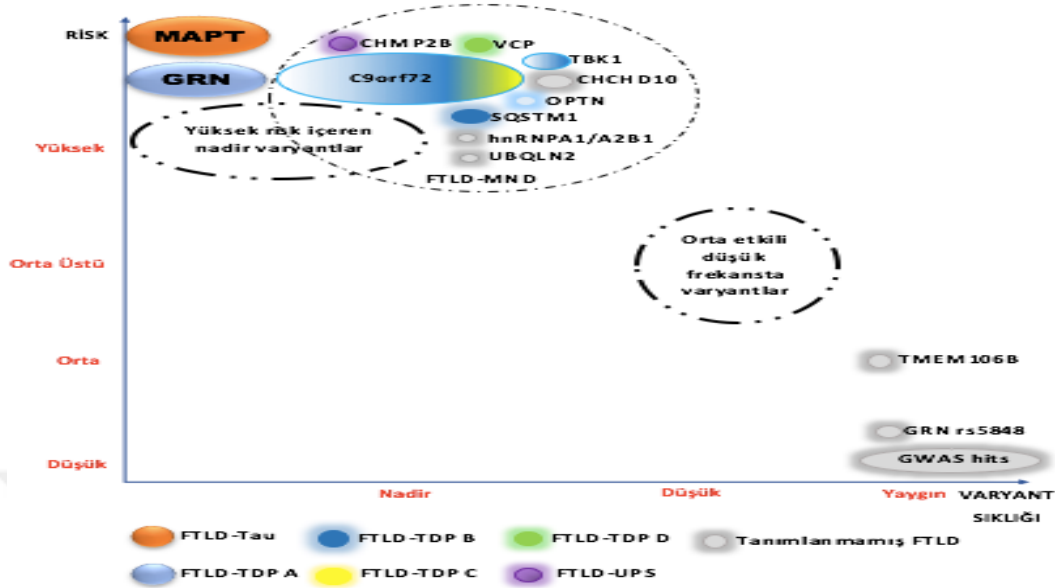 RİSK
MAPT
CHMP2B
VCP
TBK1
GRN
C9orf72
CHCHD10
OPTN
SQSTM1
Yüksek risk içeren
nadir varyantlar
hnRNPA1/A2B1
Yüksek
UBQLN2
FTLD-MND
Orta Üstü
Orta etkili
düşük
frekansta
varyantlar
Orta
TMEM106B
GRN rs5848
Düşük
GWAS hits
Nadir
Düşük
Yaygın
VARYANT
SIKLIĞI
FTLD-Tau
FTLD-TDP B
FTLD-TDP D
Tanımlanmamış FTLD
FTLD-TDP A
FTLD-TDP C
FTLD-UPS